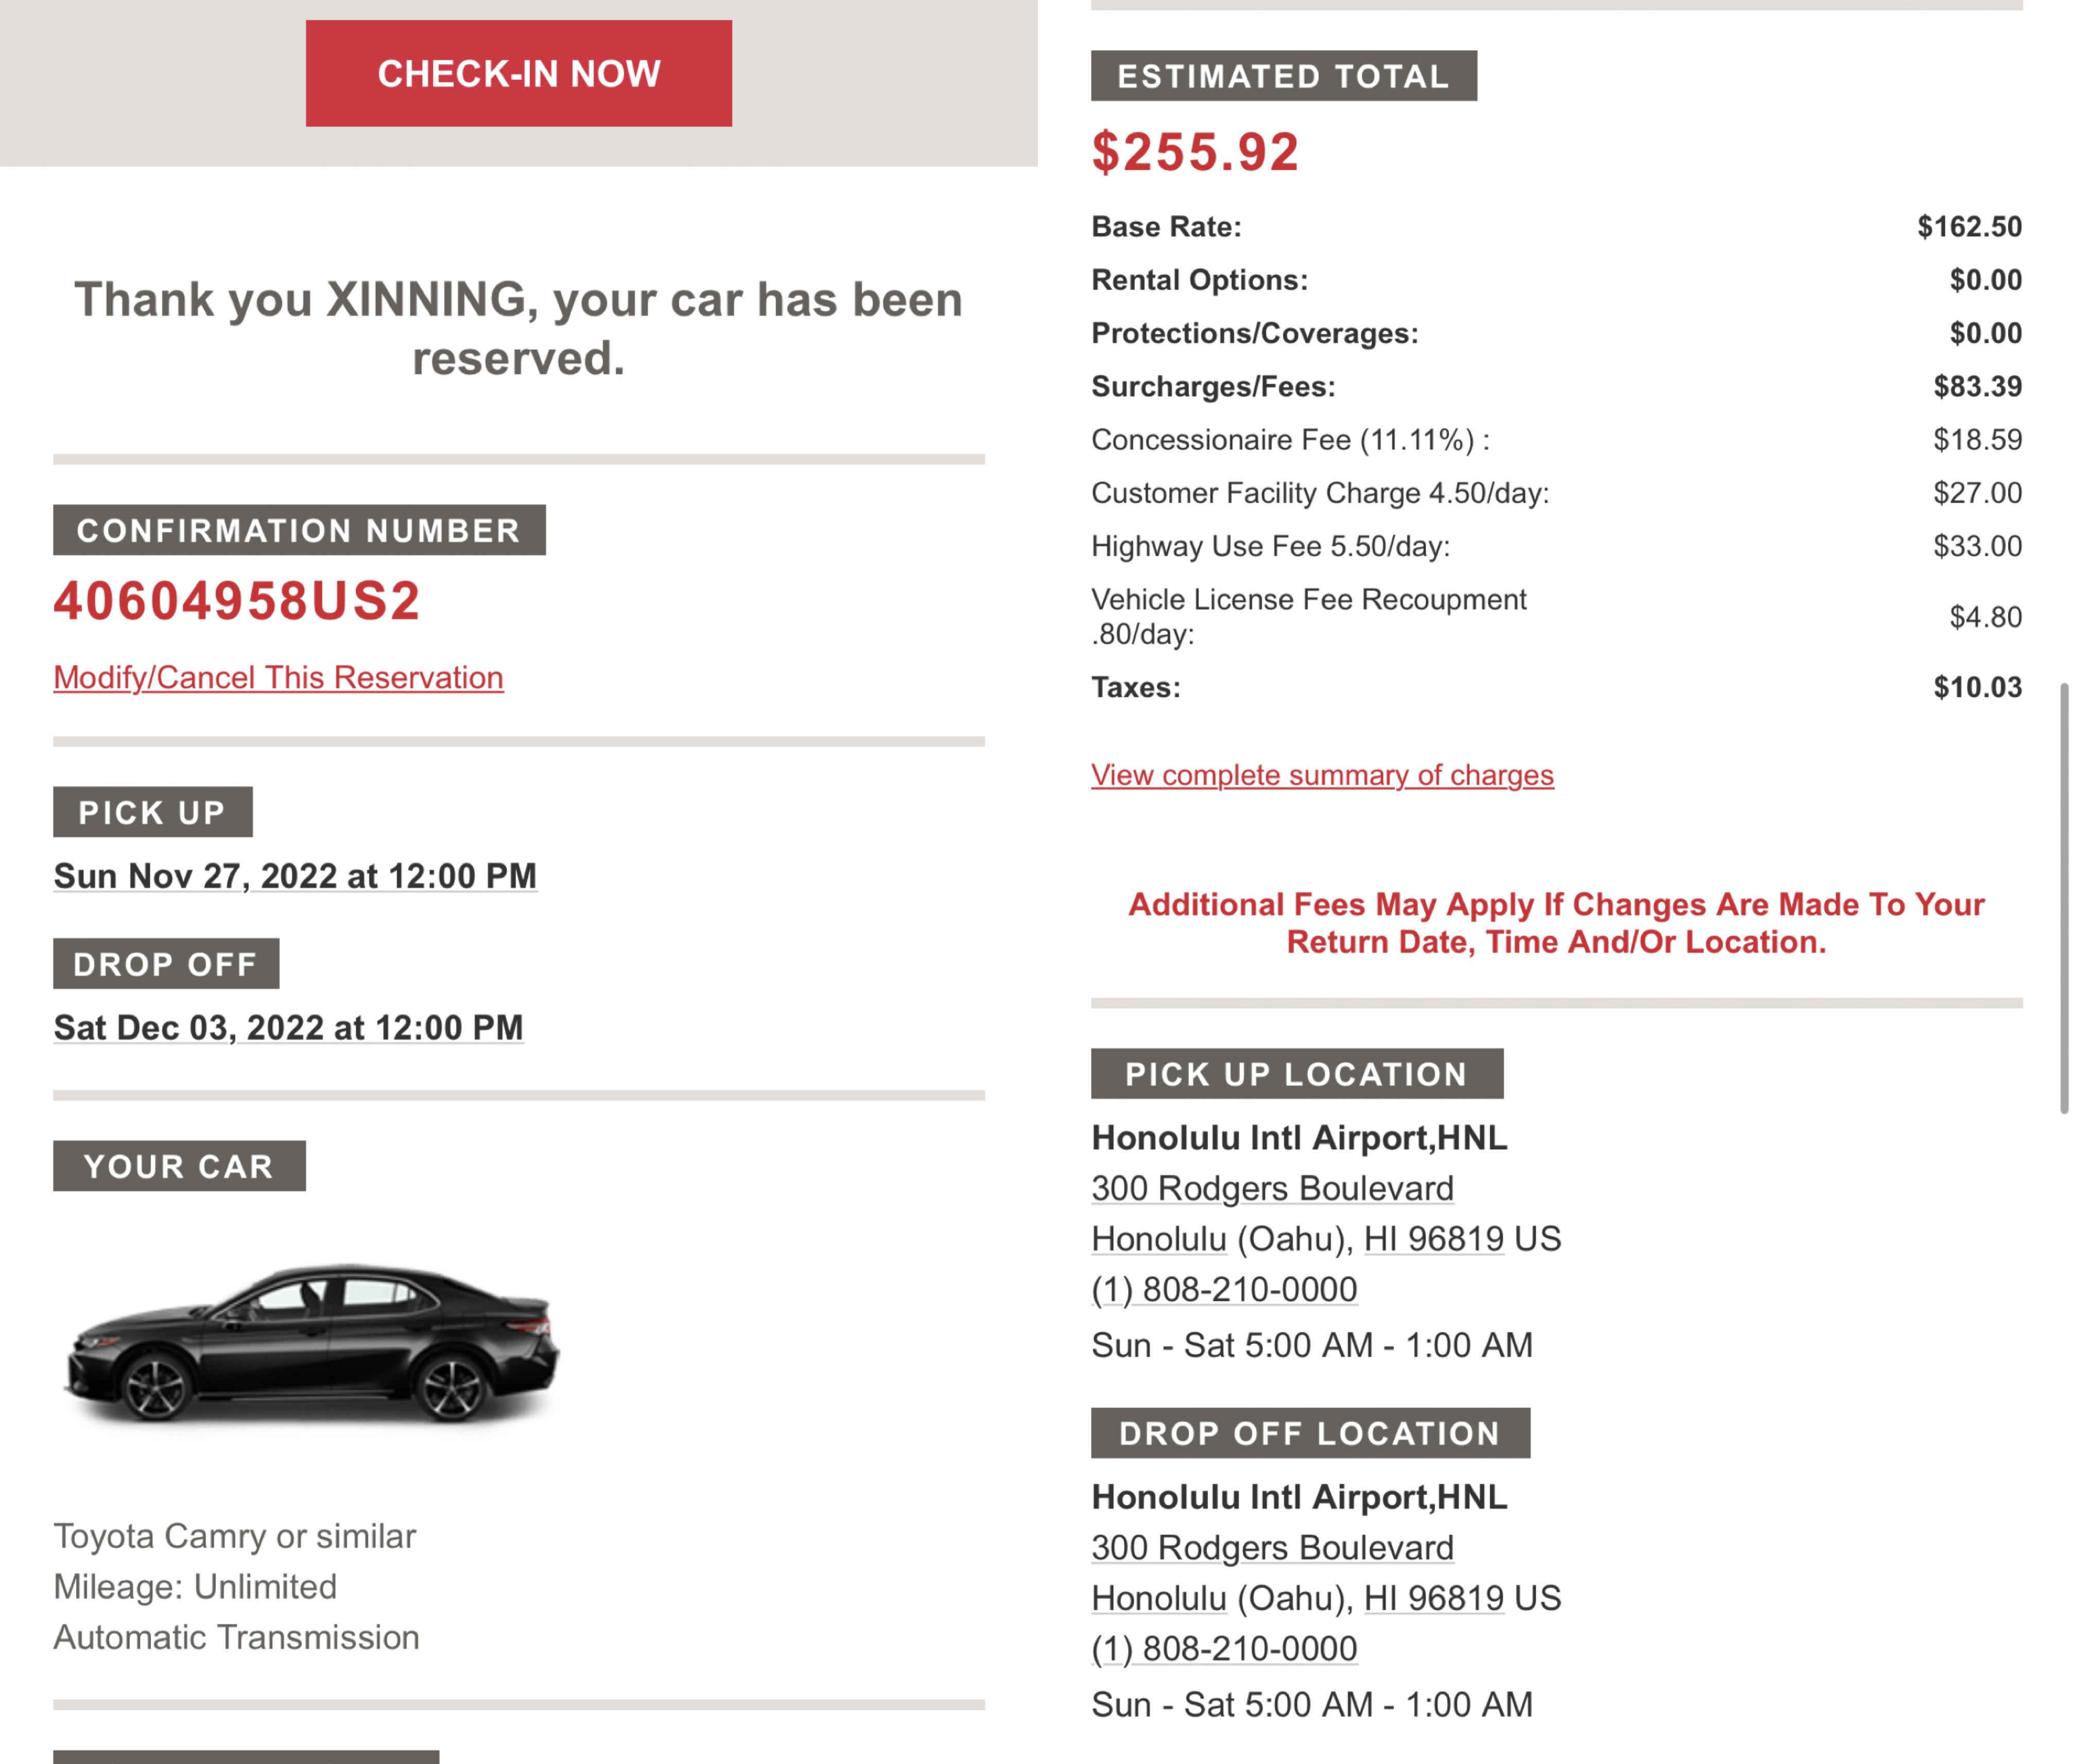 CHECK-IN NOW
Thank you XINNING, your car has been
reserved.
CONFIRMATION NUMBER
40604958US2
Modify/Cancel This Reservation
PICK UP
Sun Nov 27, 2022 at 12:00 PM
DROP OFF
Sat Dec 03, 2022 at 12:00 PM
YOUR CAR
Toyota Camry or similar
Mileage: Unlimited
Automatic Transmission
ESTIMATED TOTAL
$255.92
Base Rate: $162.50
Rental Options: $0.00
Protections/Coverages: $0.00
Surcharges/Fees: $83.39
Concessionaire Fee (11.11%) : $18.59
Customer Facility Charge 4.50/day: $27.00
Highway Use Fee 5.50/day: $33.00
Vehicle License Fee Recoupment
.80/day: $4.80
Taxes: $10.03
View complete summary of charges
Additional Fees May Apply If Changes Are Made To Your
Return Date, Time And/Or Location.
PICK UP LOCATION
Honolulu Intl Airport,HNL
300 Rodgers Boulevard
Honolulu (Oahu), HI 96819 US
(1) 808-210-0000
Sun - Sat 5:00 AM - 1:00 AM
DROP OFF LOCATION
Honolulu Intl Airport,HNL
300 Rodgers Boulevard
Honolulu (Oahu), HI 96819 US
(1) 808-210-0000
Sun - Sat 5:00 AM - 1:00 AM